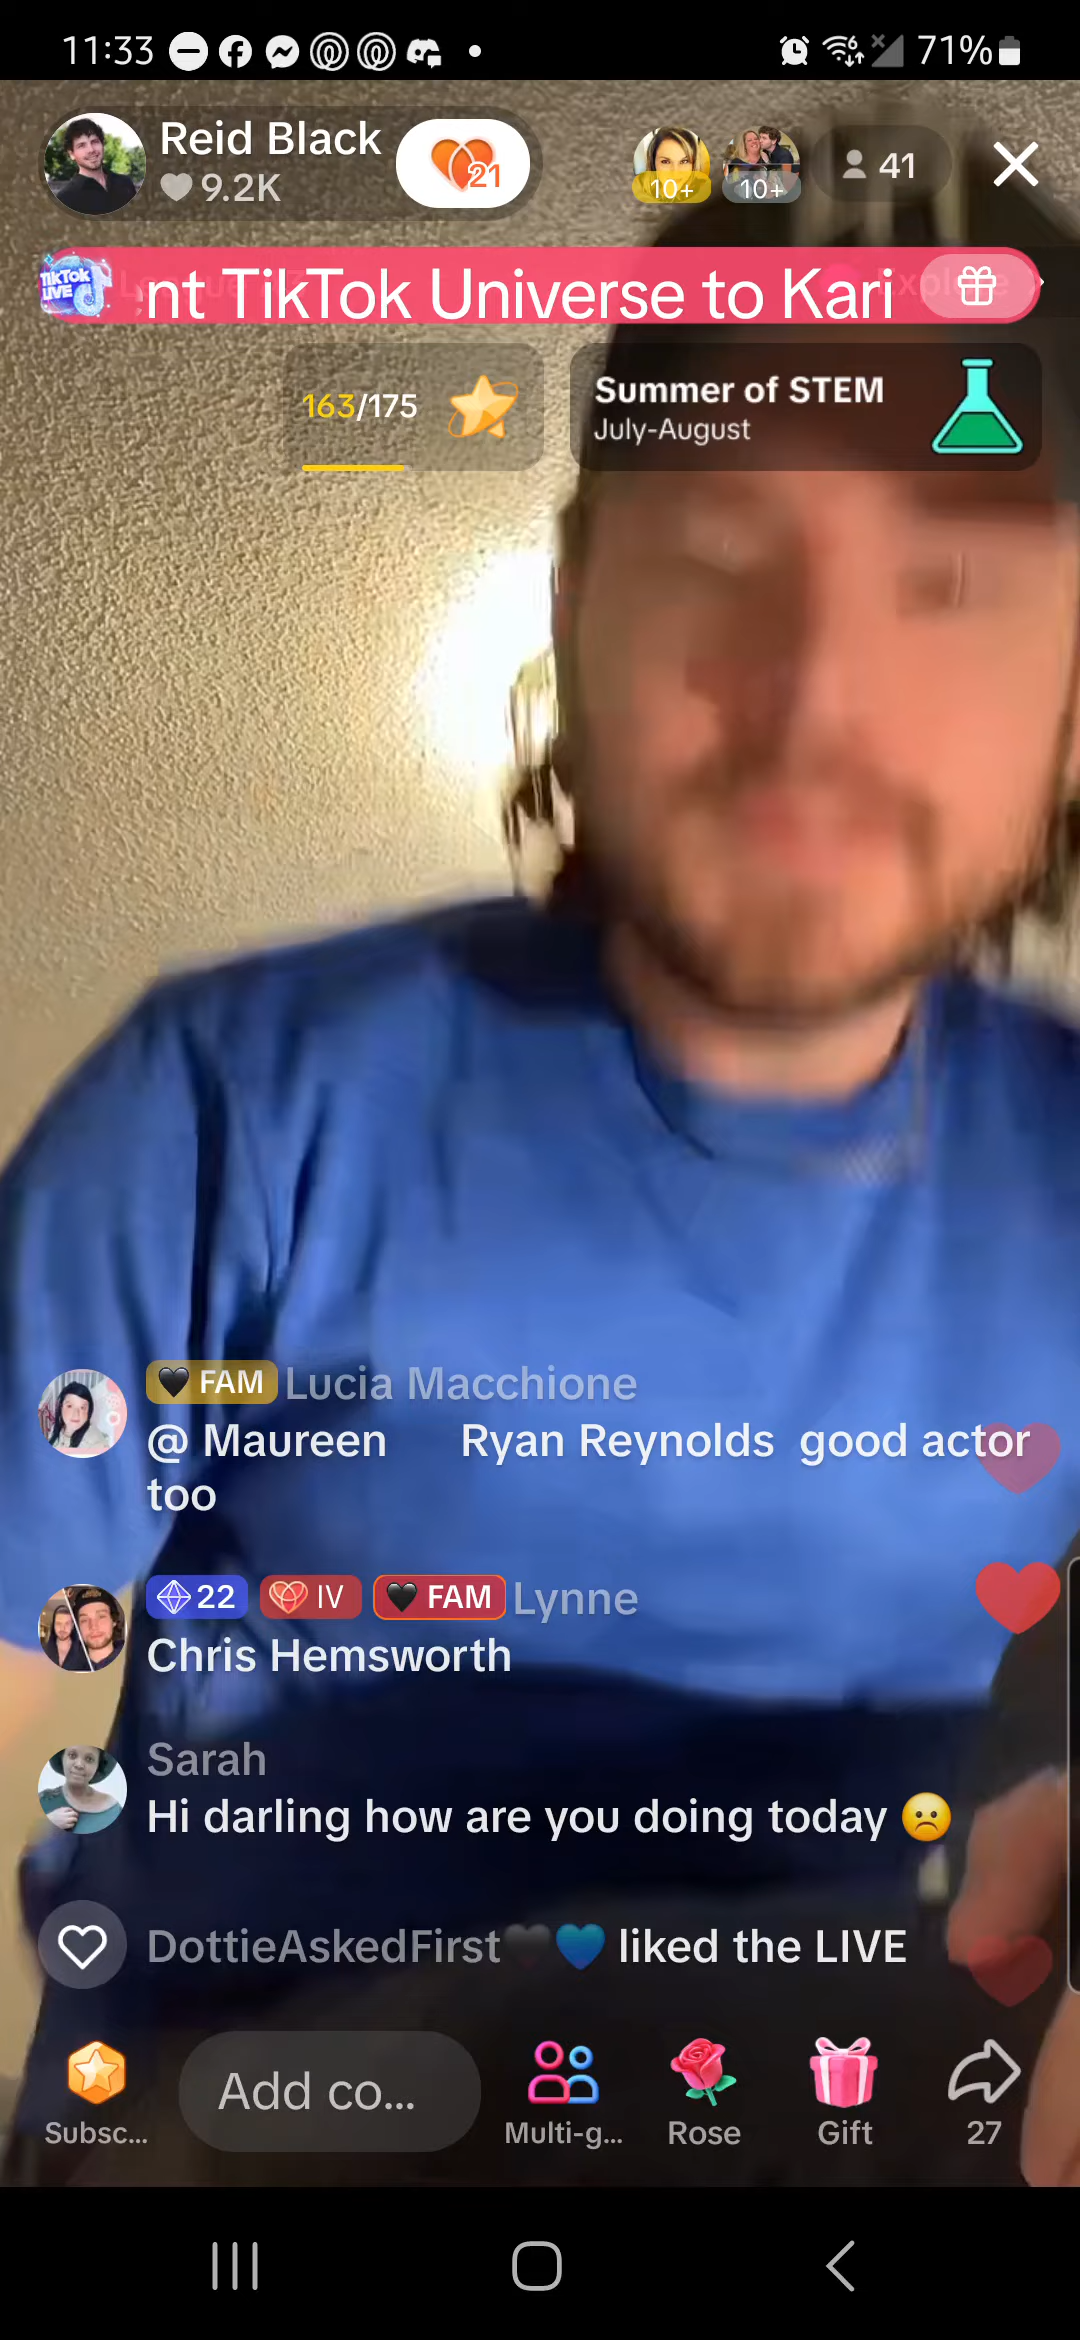 11:33
71%
Reid Black
9.2K
21
10+
10+
41
TikTok
LIVE
nt TikTok Universe to Kari
163/175
Summer of STEM
July-August
FAM Lucia Macchione
@ Maureen Ryan Reynolds good actor
too
22 IV FAM Lynne
Chris Hemsworth
Sarah
Hi darling how are you doing today
DottieAskedFirst liked the LIVE
Add co...
Subsc...
Multi-g...
Rose
Gift
27